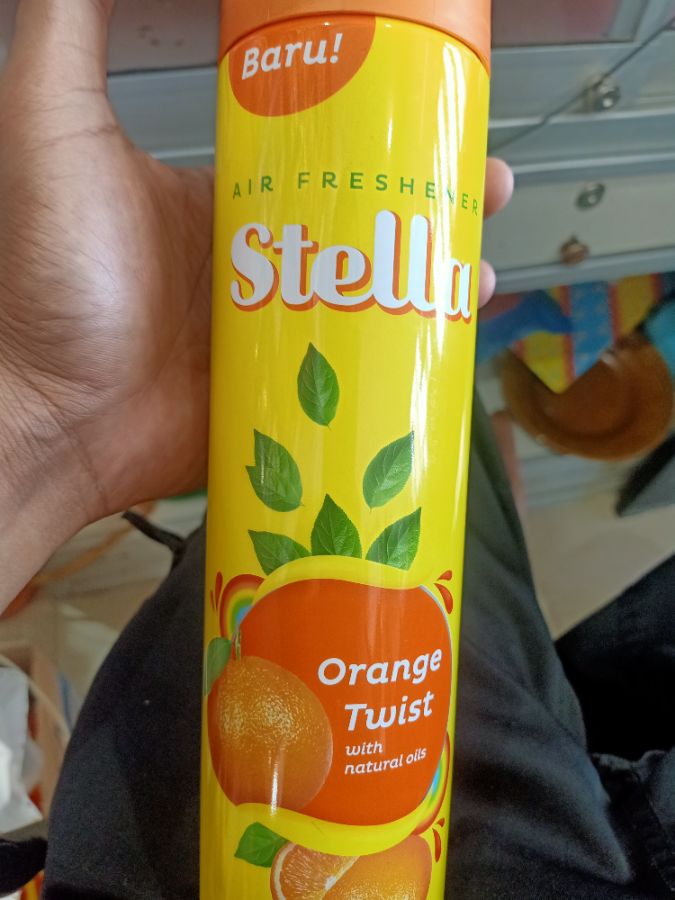 Baru!
AIR FRESHENER
Stella
Orange
Twist
with
natural oils